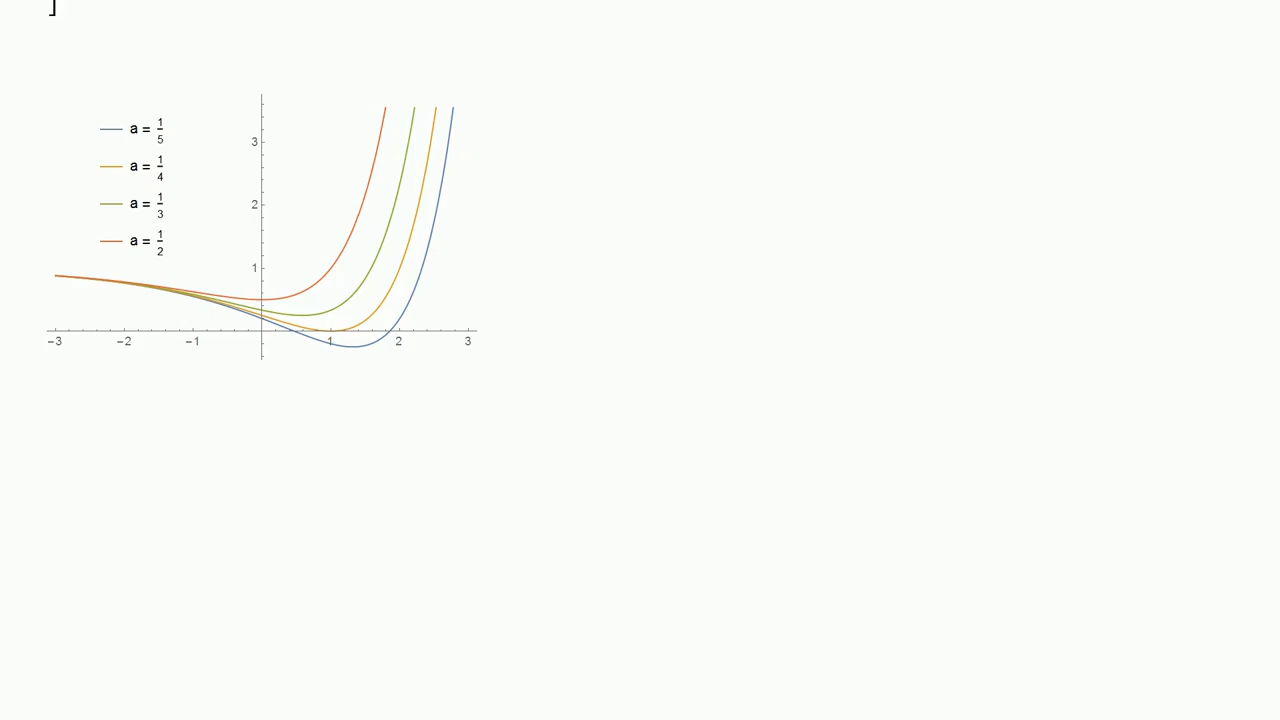 ]
a = 1/5
a = 1/4
a = 1/3
a = 1/2
3
2
1
−3 −2 −1 1 2 3